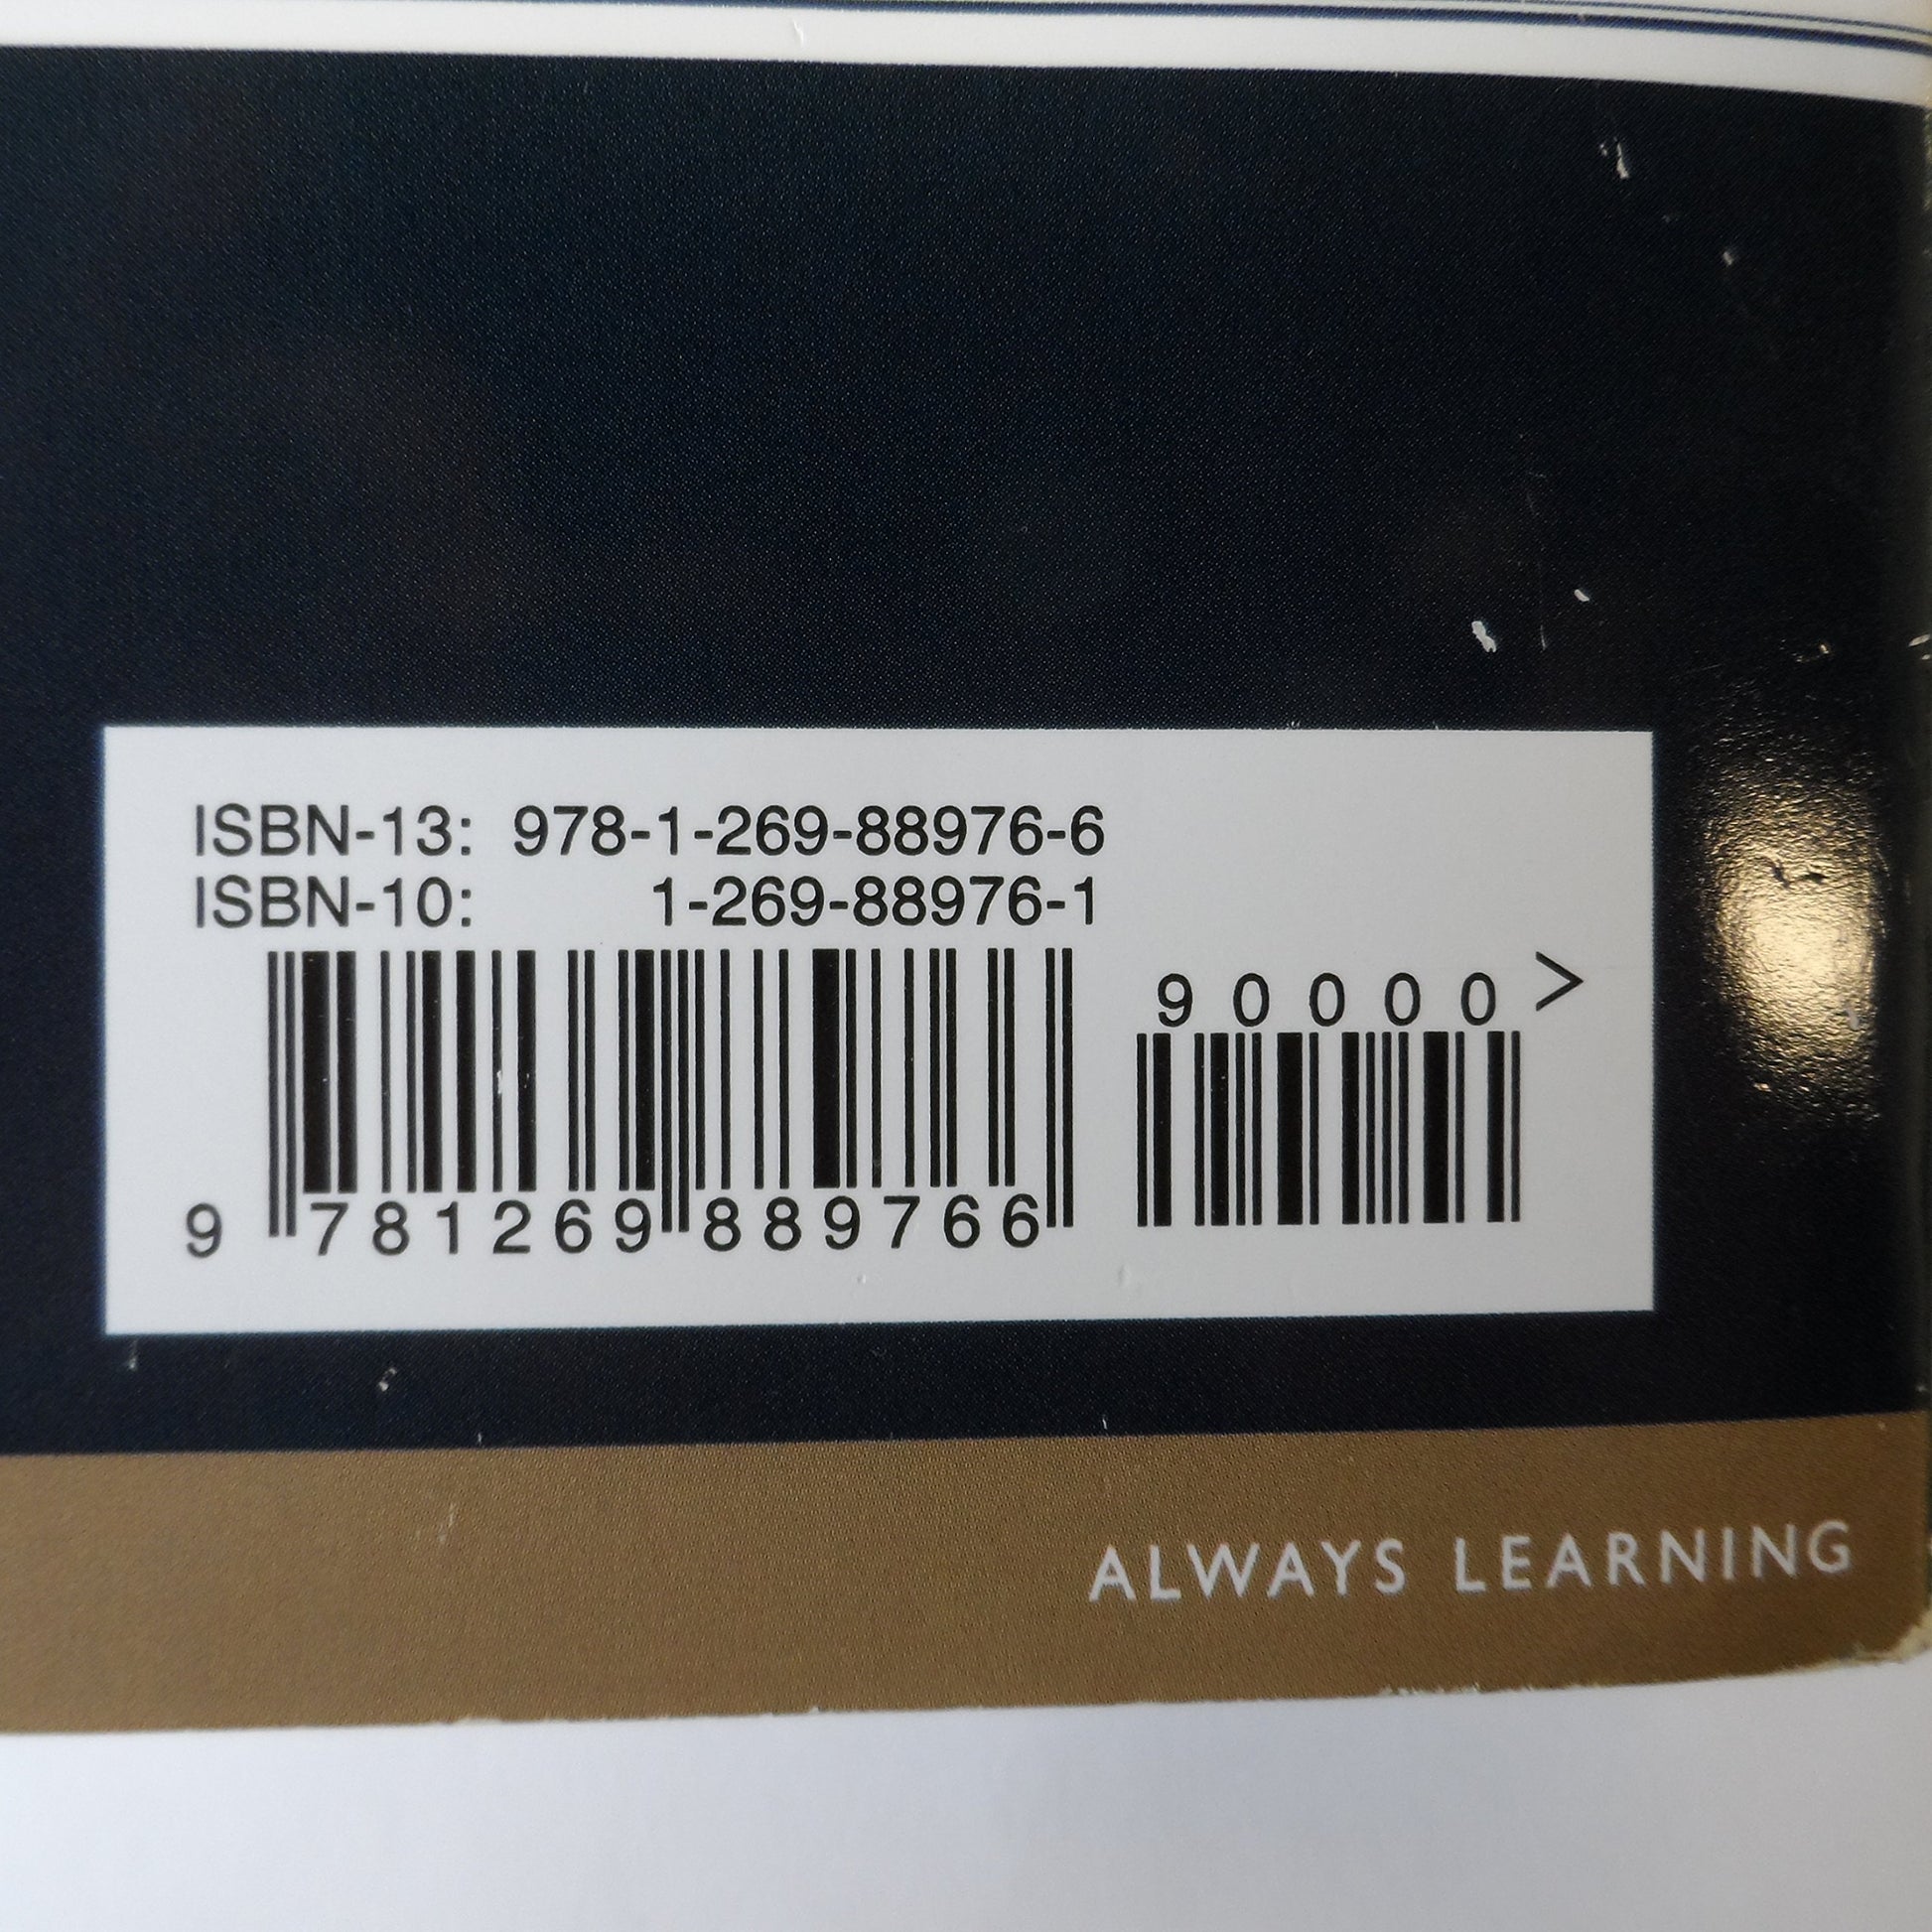 ISBN-13: 978-1-269-88976-6
ISBN-10: 1-269-88976-1
90000>
9 781269 889766
ALWAYS LEARNING